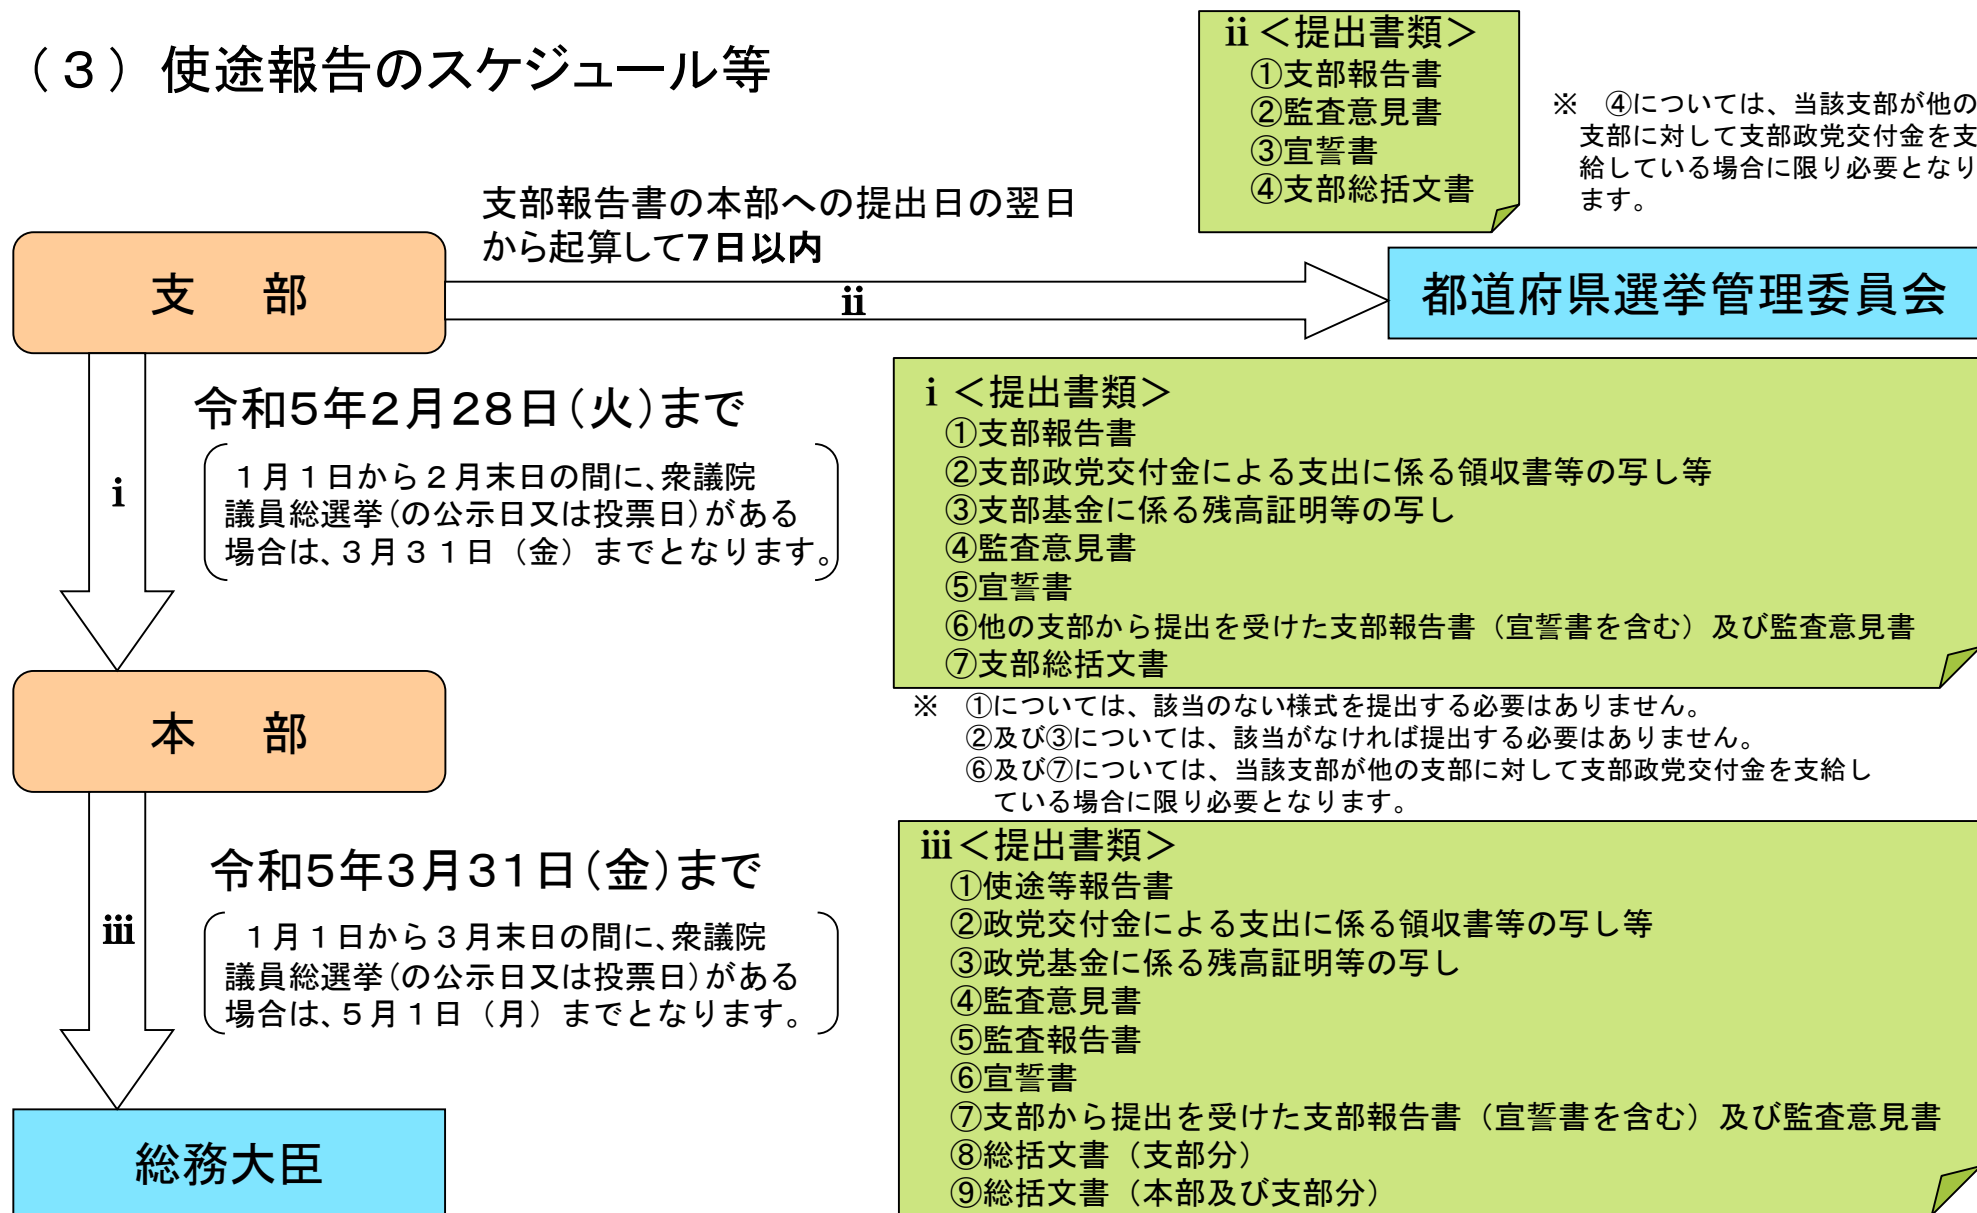 （３）使途報告のスケジュール等
ⅱ＜提出書類＞
①支部報告書
②監査意見書
③宣誓書
④支部総括文書
※　④については、当該支部が他の
支部に対して支部政党交付金を支
給している場合に限り必要となり
ます。
支部報告書の本部への提出日の翌日
から起算して7日以内
支　部
ⅱ
都道府県選挙管理委員会
令和5年2月28日（火）まで
１月１日から２月末日の間に、衆議院
議員総選挙（の公示日又は投票日）がある
場合は、３月３１日（金）までとなります。
ⅰ
ⅰ＜提出書類＞
①支部報告書
②支部政党交付金による支出に係る領収書等の写し等
③支部基金に係る残高証明等の写し
④監査意見書
⑤宣誓書
⑥他の支部から提出を受けた支部報告書（宣誓書を含む）及び監査意見書
⑦支部総括文書
※　①については、該当のない様式を提出する必要はありません。
②及び③については、該当がなければ提出する必要はありません。
⑥及び⑦については、当該支部が他の支部に対して支部政党交付金を支給し
ている場合に限り必要となります。
本　部
令和5年3月31日（金）まで
１月１日から３月末日の間に、衆議院
議員総選挙（の公示日又は投票日）がある
場合は、５月１日（月）までとなります。
ⅲ
ⅲ＜提出書類＞
①使途等報告書
②政党交付金による支出に係る領収書等の写し等
③政党基金に係る残高証明等の写し
④監査意見書
⑤監査報告書
⑥宣誓書
⑦支部から提出を受けた支部報告書（宣誓書を含む）及び監査意見書
⑧総括文書（支部分）
⑨総括文書（本部及び支部分）
総務大臣